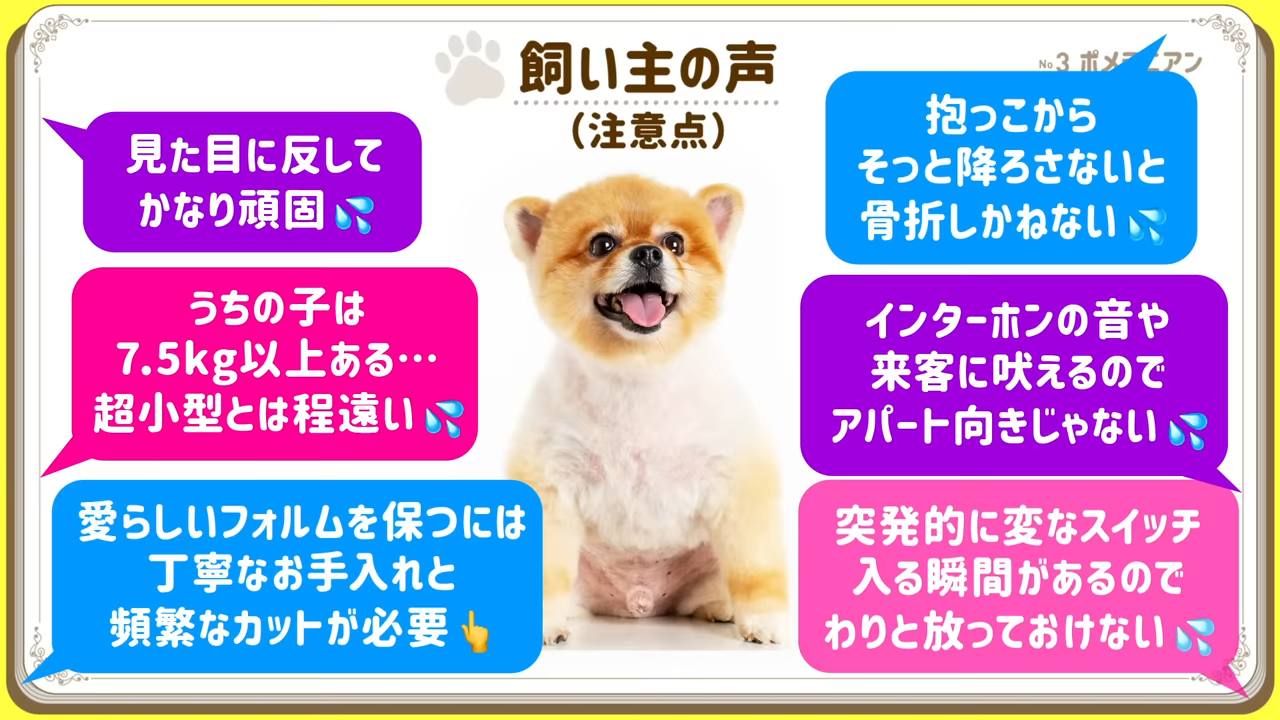 飼い主の声
(注意点)
No3 ポメラニアン
見た目に反して
かなり頑固💦
うちの子は
7.5kg以上ある…
超小型とは程遠い💦
愛らしいフォルムを保つには
丁寧なお手入れと
頻繁なカットが必要👆
抱っこから
そっと降ろさないと
骨折しかねない💦
インターホンの音や
来客に吠えるので
アパート向きじゃない💦
突発的に変なスイッチ
入る瞬間があるので
わりと放っておけない💦